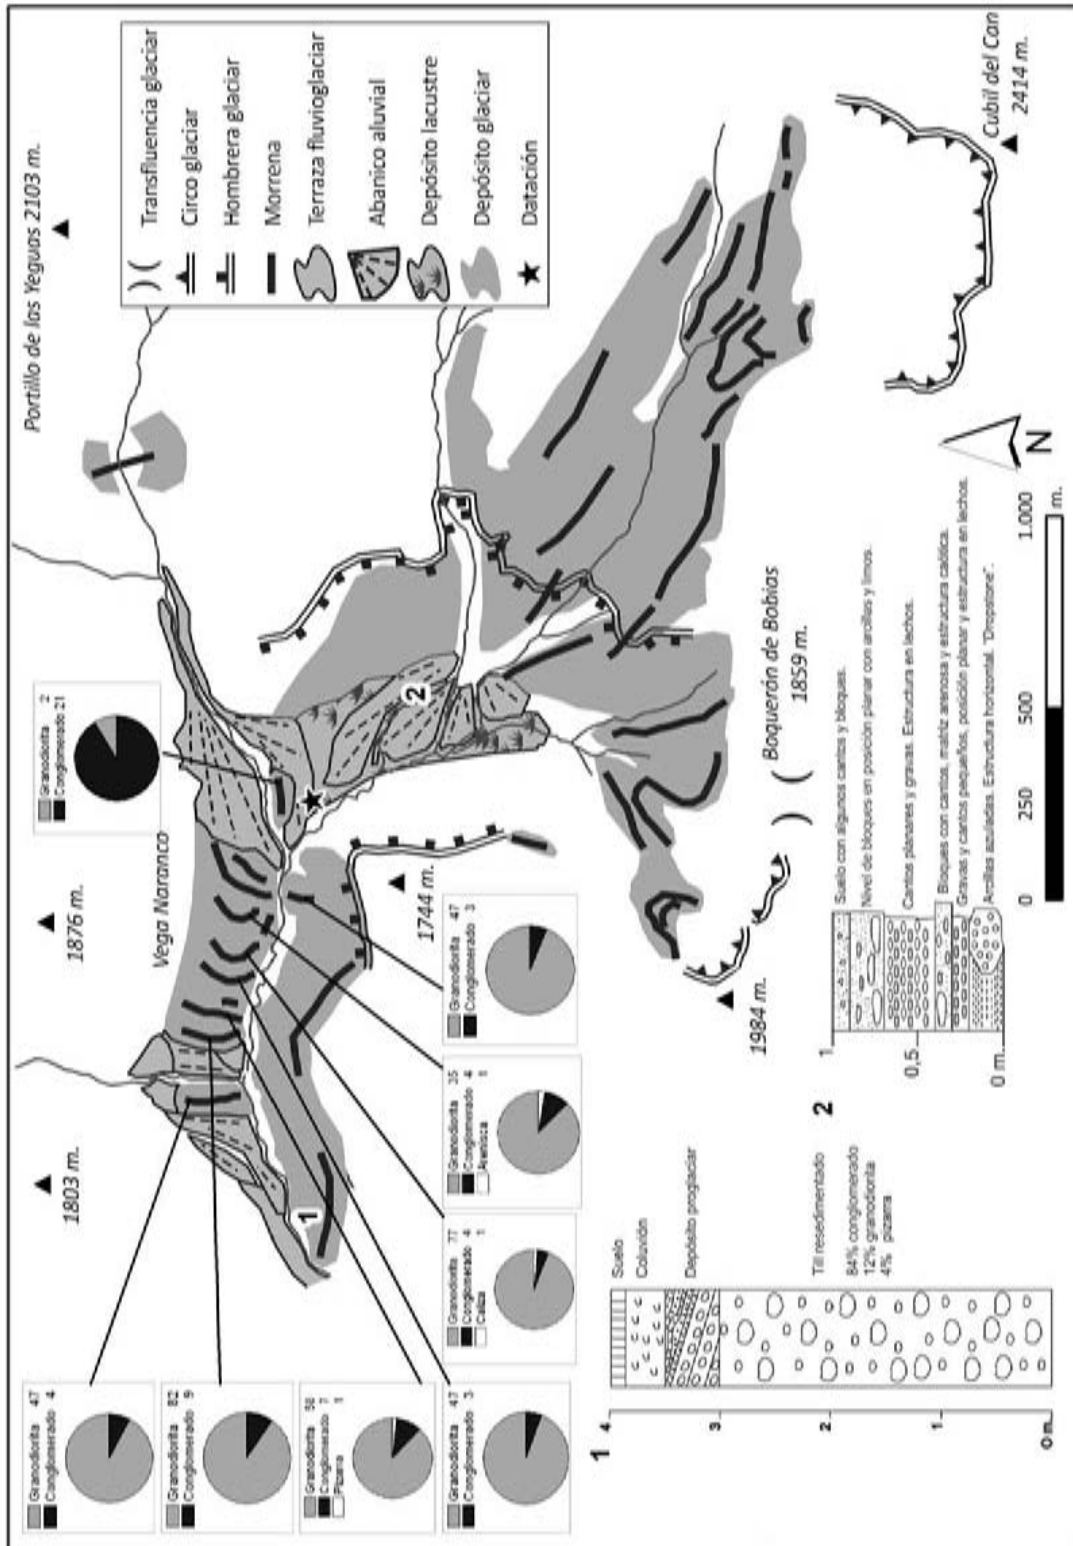 Portillo de las Yeguas 2103 m.
Transfluencia glaciar
Circo glaciar
Hombrera glaciar
Morrena
Terraza fluvioglaciar
Abanico aluvial
Depósito lacustre
Depósito glaciar
Datación
Cubil del Can
2414 m.
1876 m.
Vega Naranco
1803 m.
1744 m.
1984 m.
Boquerón de Bobias
1859 m.
1
2
Granodiorita 2
Conglomerado 21
Granodiorita 47
Conglomerado 4
Granodiorita 82
Conglomerado 9
Granodiorita
Conglomerado 7
Pizarra 1
Granodiorita 47
Conglomerado 3
Granodiorita 77
Conglomerado 4
Caliza 1
Granodiorita 35
Conglomerado 4
Arenisca 1
Granodiorita 47
Conglomerado 3
N
0 250 500 1.000
m.
1
4
3
2
1
0 m.
Suelo
Coluvión
Depósito proglaciar
Till resedimentado
84% conglomerado
12% granodiorita
4% pizarra
2
1
0,5
0 m.
Suelo con algunos cantos y bloques.
Nivel de bloques en posición planar con arcillas y limos.
Cantos planares y gravas. Estructura en lechos.
Bloques con cantos, matriz arenosa y estructura caótica.
Gravas y cantos pequeños, posición planar y estructura en lechos.
Arcillas azuladas. Estructura horizontal. "Dropstone".